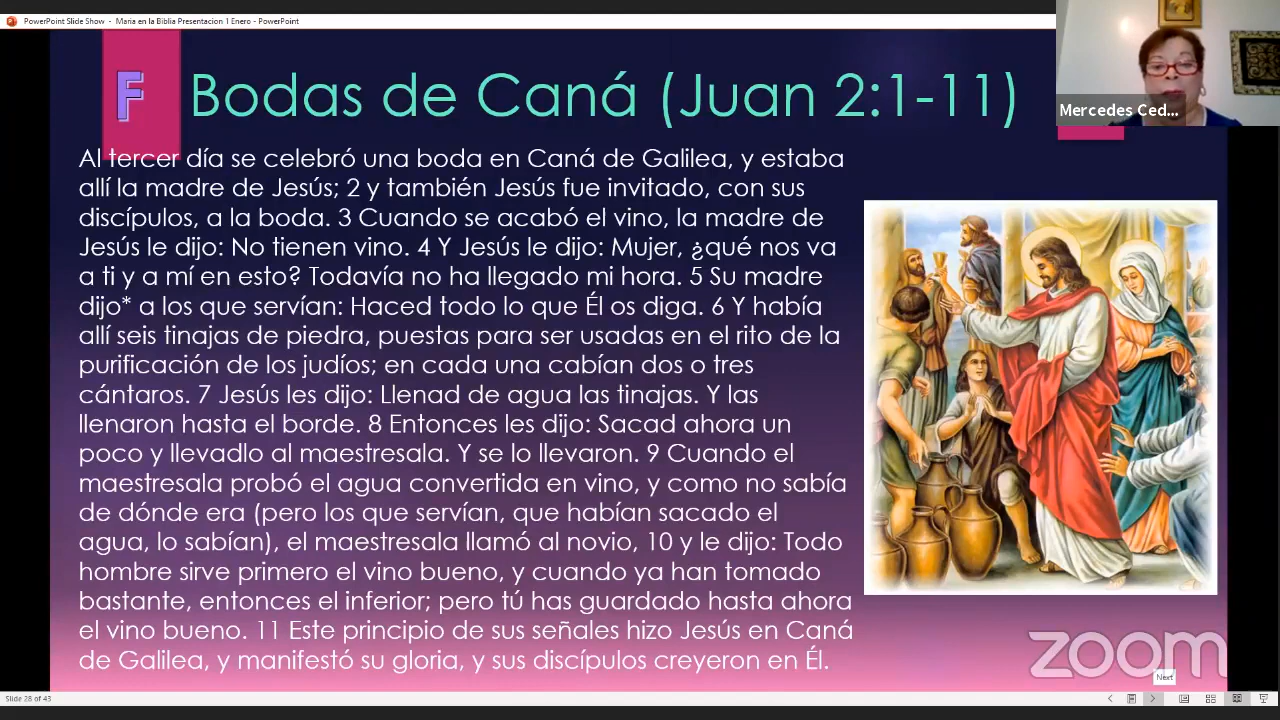 PowerPoint Slide Show - Maria en la Biblia Presentacion 1 Enero - PowerPoint
F
Bodas de Caná (Juan 2:1-11)
Mercedes Ced...
Al tercer día se celebró una boda en Caná de Galilea, y estaba
allí la madre de Jesús; 2 y también Jesús fue invitado, con sus
discípulos, a la boda. 3 Cuando se acabó el vino, la madre de
Jesús le dijo: No tienen vino. 4 Y Jesús le dijo: Mujer, ¿qué nos va
a ti y a mí en esto? Todavía no ha llegado mi hora. 5 Su madre
dijo* a los que servían: Haced todo lo que Él os diga. 6 Y había
allí seis tinajas de piedra, puestas para ser usadas en el rito de la
purificación de los judíos; en cada una cabían dos o tres
cántaros. 7 Jesús les dijo: Llenad de agua las tinajas. Y las
llenaron hasta el borde. 8 Entonces les dijo: Sacad ahora un
poco y llevadlo al maestresala. Y se lo llevaron. 9 Cuando el
maestresala probó el agua convertida en vino, y como no sabía
de dónde era (pero los que servían, que habían sacado el
agua, lo sabían), el maestresala llamó al novio, 10 y le dijo: Todo
hombre sirve primero el vino bueno, y cuando ya han tomado
bastante, entonces el inferior; pero tú has guardado hasta ahora
el vino bueno. 11 Este principio de sus señales hizo Jesús en Caná
de Galilea, y manifestó su gloria, y sus discípulos creyeron en Él.
zoom
Next
Slide 28 of 43